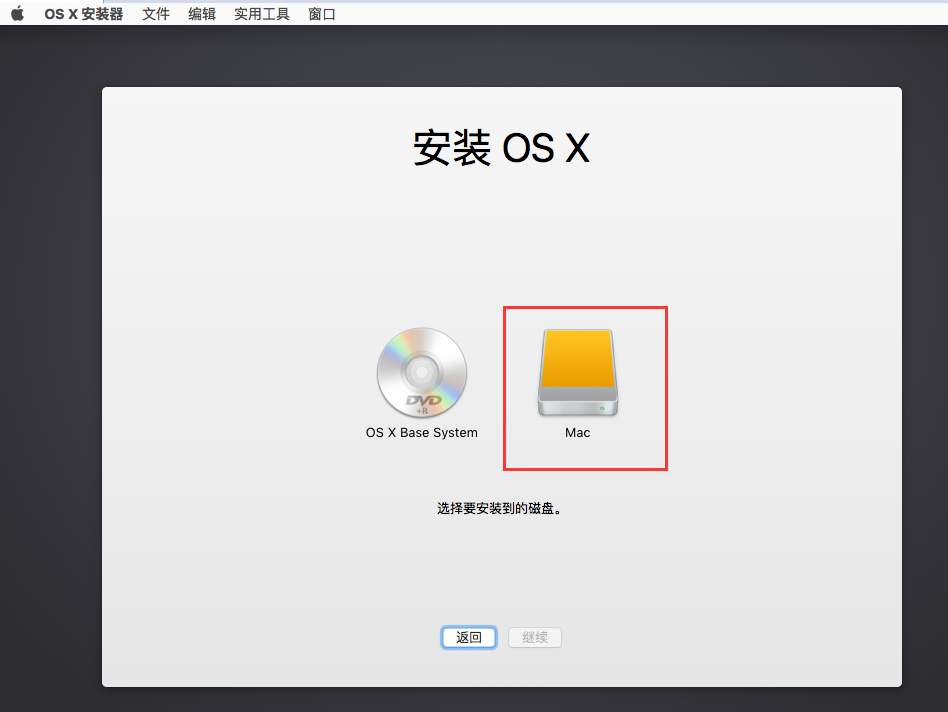 OS X 安装器 文件 编辑 实用工具 窗口
安装 OS X
DVD
+R
OS X Base System Mac
选择要安装到的磁盘。
返回 继续